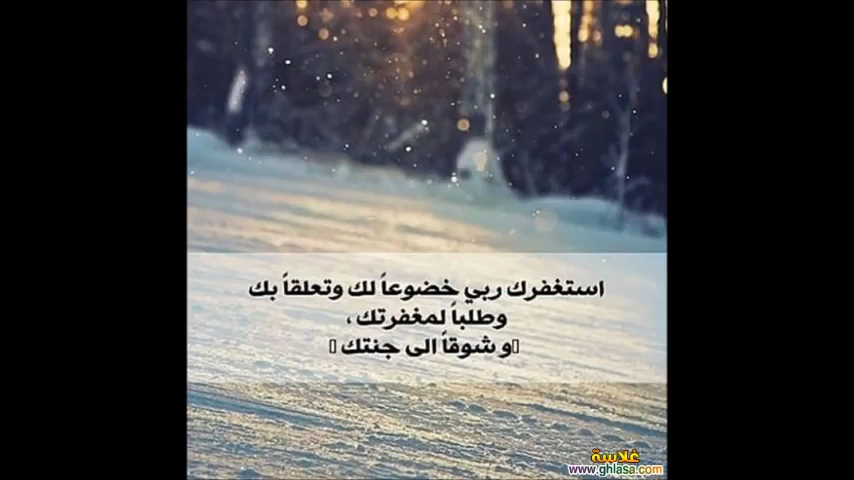 استغفرك ربي خضوعاً لك وتعلقاً بك
وطلباً لمغفرتك ،
و شوقاً الى جنتك
غلاسة
www.ghlasa.com